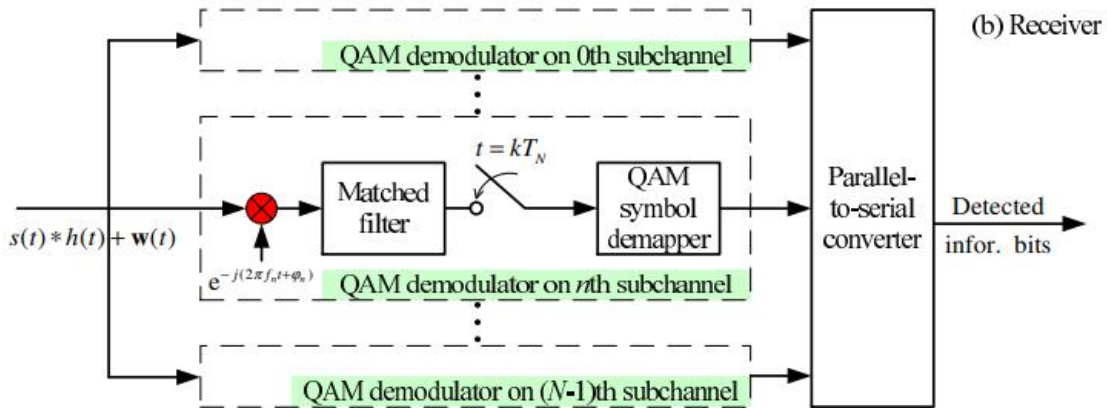 (b) Receiver
QAM demodulator on 0th subchannel
t = kT_N
Matched
filter
QAM
symbol
demapper
s(t) * h(t) + w(t)
e^{-j(2πf_n t+φ_n)}
QAM demodulator on nth subchannel
Parallel-
to-serial
converter
Detected
infor. bits
QAM demodulator on (N-1)th subchannel